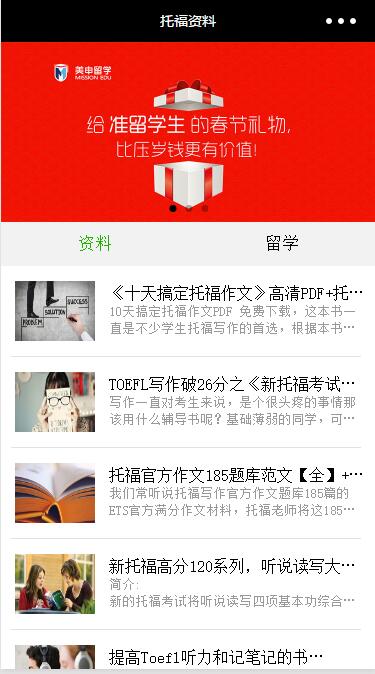 托福资料
美申留学
MISSION EDU
给 准留学生 的春节礼物,
比压岁钱更有价值!
资料
留学
SUCCESS
SOLUTION
PROBLEM
《十天搞定托福作文》高清PDF+托…
10天搞定托福作文PDF 免费下载，这本书一
直是不少学生托福写作的首选，根据本书…
TOEFL写作破26分之《新托福考试…
写作一直对考生来说，是个很头疼的事情那
该用什么辅导书呢？基础薄弱的同学，可…
托福官方作文185题库范文【全】+…
我们常听说托福写作官方作文题库185篇的
ETS官方满分作文材料，托福老师将这185…
新托福高分120系列，听说读写大…
简介:
新的托福考试将听说读写四项基本功综合…
提高Toefl听力和记笔记的书…